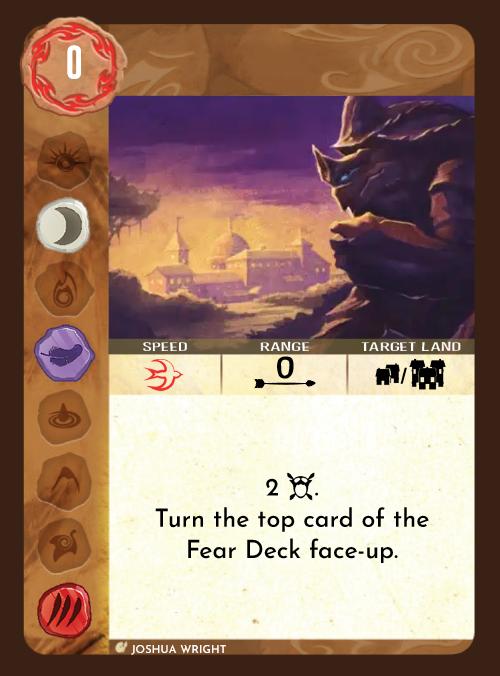 0
SPEED RANGE TARGET LAND
0 /
2 .
Turn the top card of the
Fear Deck face-up.
JOSHUA WRIGHT